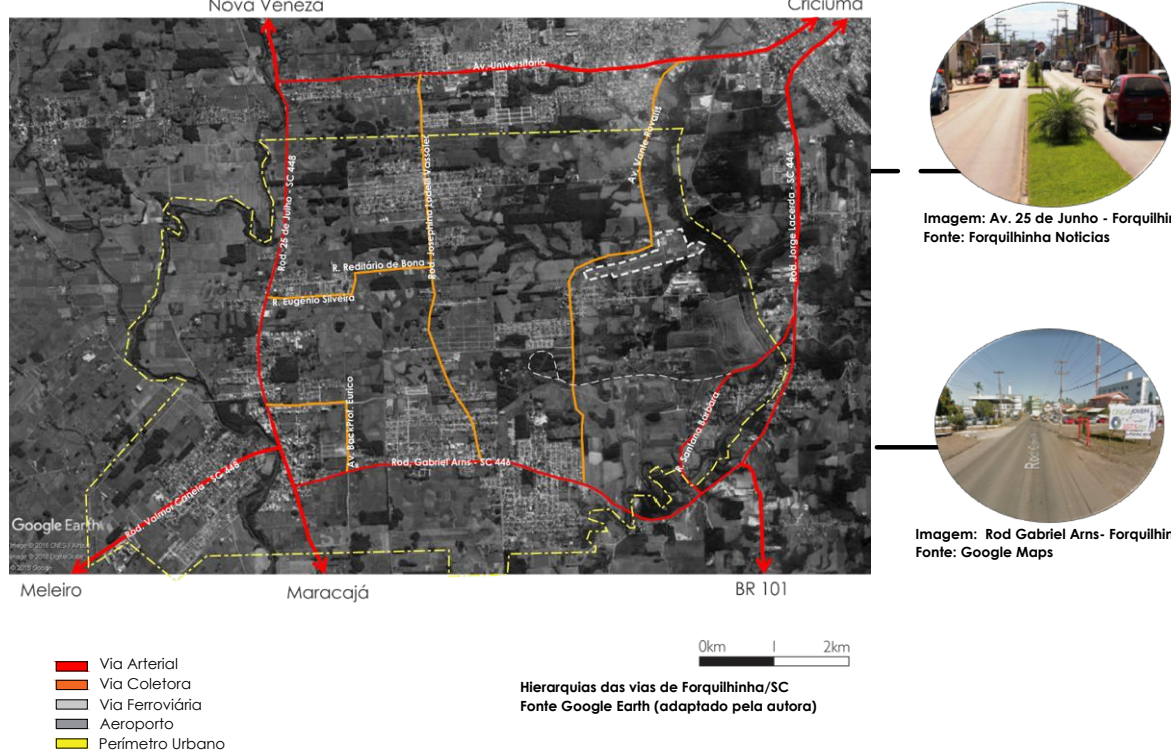 Nova Veneza
Criciúma
Av. Universitária
Rod. 25 de Julho - SC 448
Rod. Josephina Lodetti Vassoler
Av. Vante Rovaris
Rod. Jorge Lacerda - SC 446
R. Reditário de Bona
R. Eugênio Silveira
Av. Back Prof. Eurico
Rod. Gabriel Arns - SC 446
R. Santana Bárbara
Rod. Valmor Canela - SC 448
Google Earth
Meleiro
Maracajá
BR 101
Imagem: Av. 25 de Junho - Forquilhin
Fonte: Forquilhinha Noticias
Imagem: Rod Gabriel Arns- Forquilhin
Fonte: Google Maps
Via Arterial
Via Coletora
Via Ferroviária
Aeroporto
Perímetro Urbano
0km 1 2km
Hierarquias das vias de Forquilhinha/SC
Fonte Google Earth (adaptado pela autora)